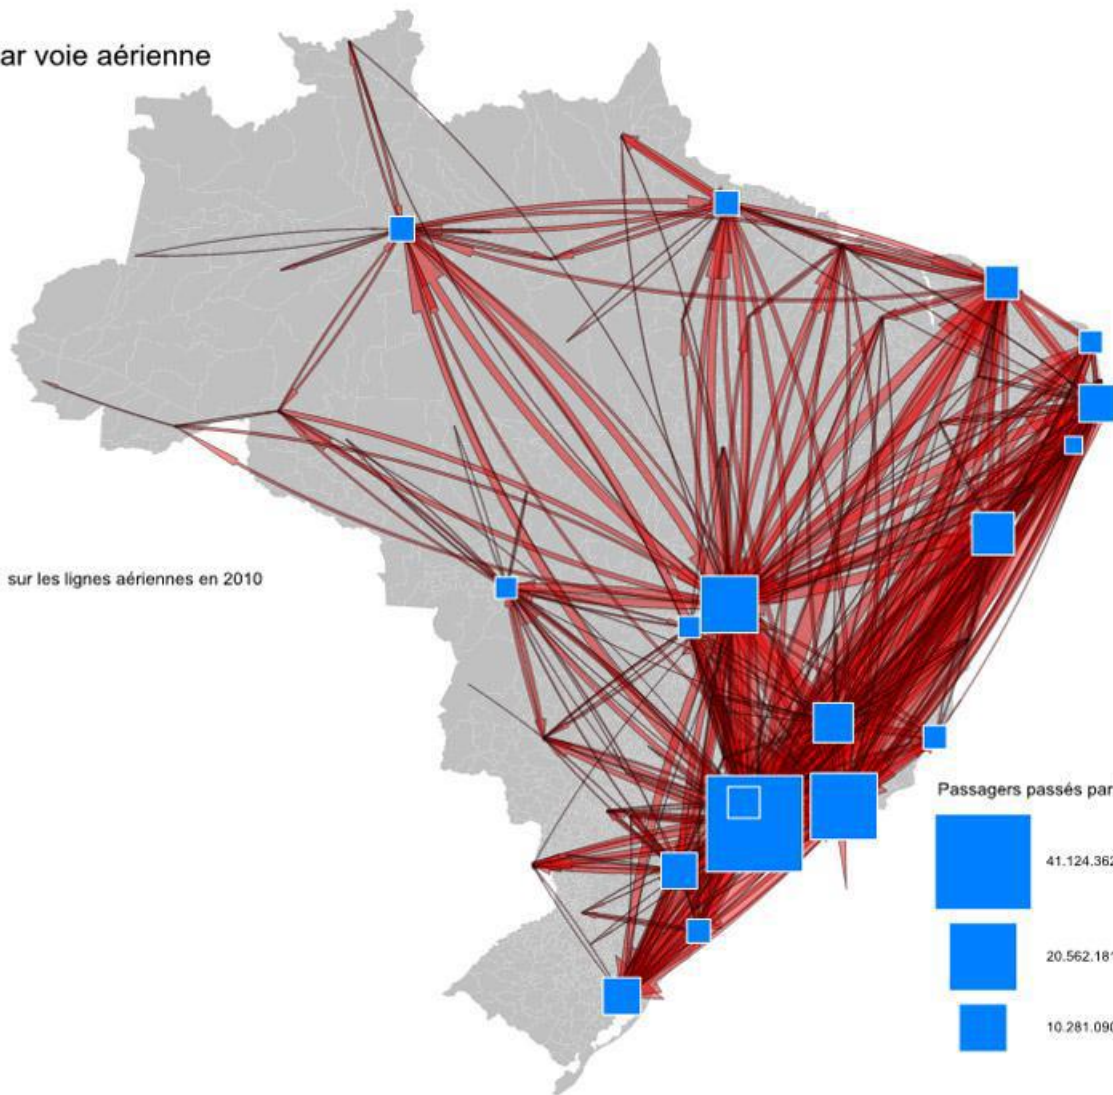 ar voie aérienne
sur les lignes aériennes en 2010
Passagers passés par
41.124.362
20.562.181
10.281.090